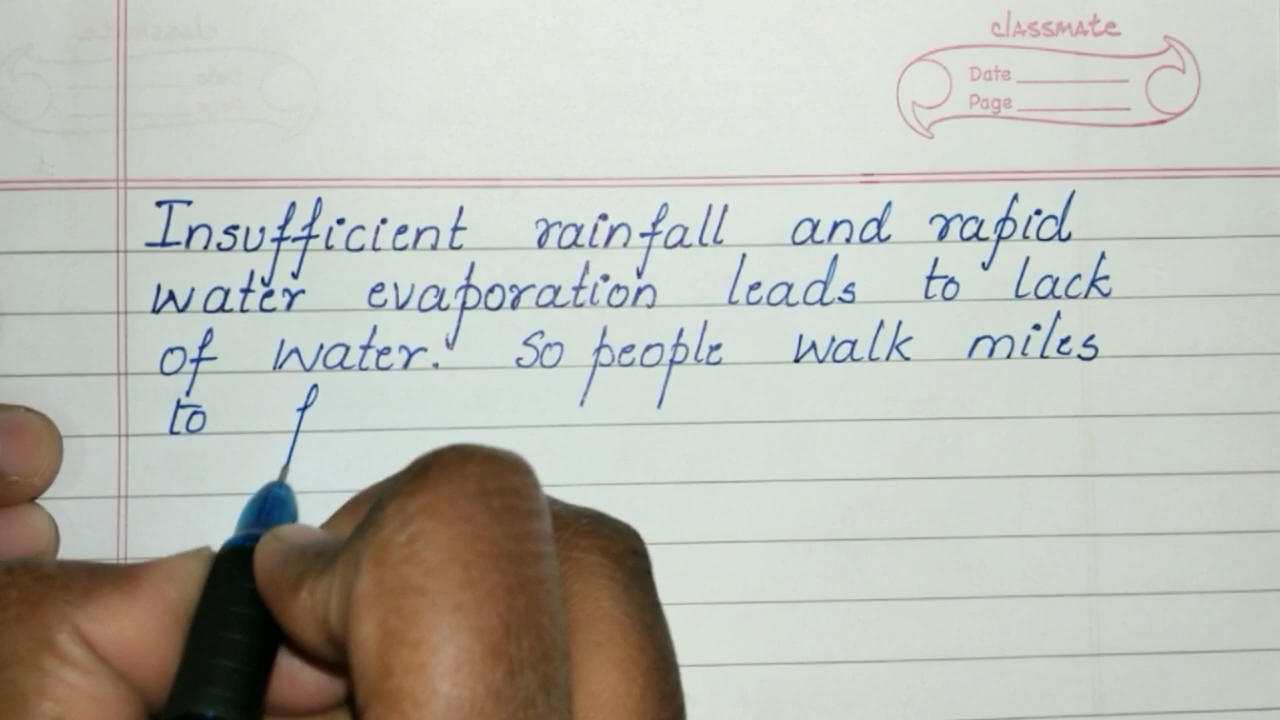 classmate
Date
Page
Insufficient rainfall and rapid
water evaporation leads to lack
of water. So people walk miles
to f